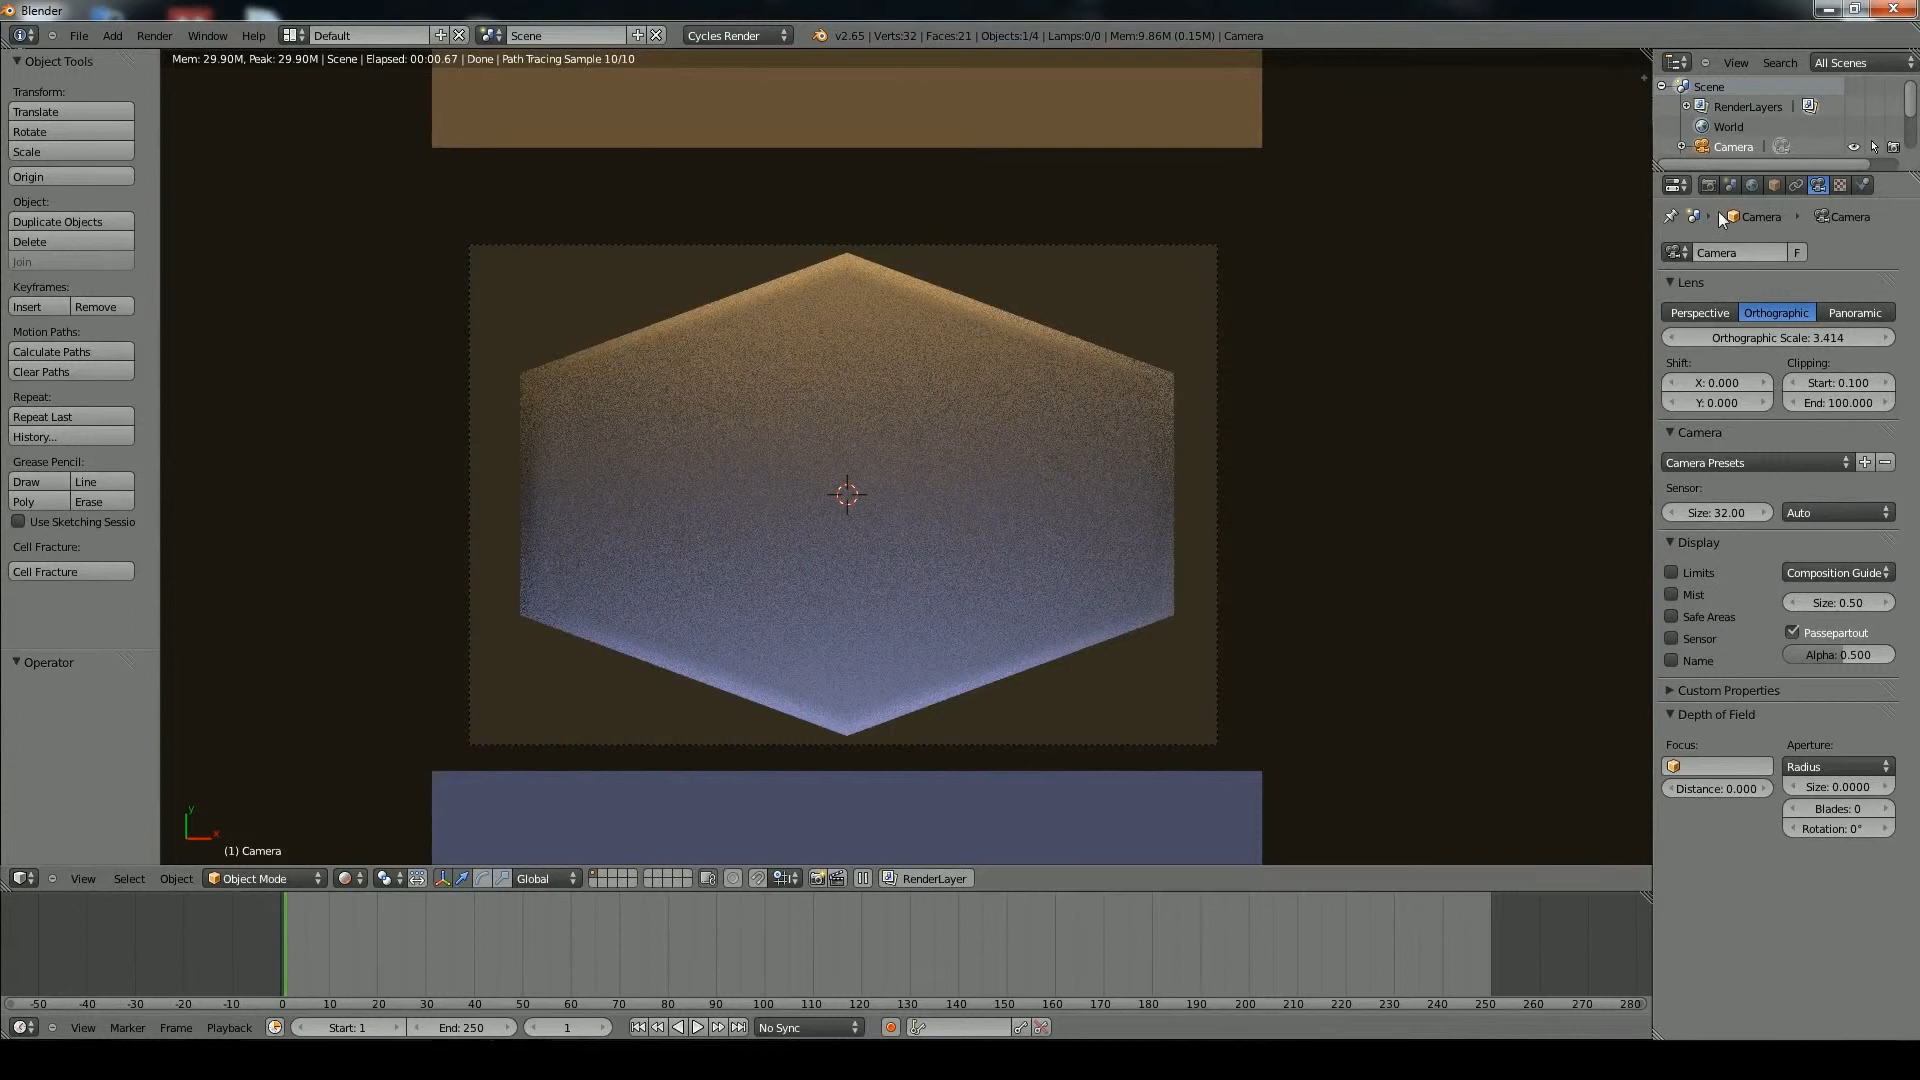 Blender
File Add Render Window Help Default Scene Cycles Render v2.65 | Verts:32 | Faces:21 | Objects:1/4 | Lamps:0/0 | Mem:9.86M (0.15M) | Camera
Mem: 29.90M, Peak: 29.90M | Scene | Elapsed: 00:00.67 | Done | Path Tracing Sample 10/10
Object Tools
Transform:
Translate
Rotate
Scale
Origin
Object:
Duplicate Objects
Delete
Join
Keyframes:
Insert Remove
Motion Paths:
Calculate Paths
Clear Paths
Repeat:
Repeat Last
History...
Grease Pencil:
Draw Line
Poly Erase
Use Sketching Sessio
Cell Fracture:
Cell Fracture
Operator
y
x
(1) Camera
View Select Object Object Mode Global RenderLayer
-50 -40 -30 -20 -10 0 10 20 30 40 50 60 70 80 90 100 110 120 130 140 150 160 170 180 190 200 210 220 230 240 250 260 270 280
View Marker Frame Playback Start: 1 End: 250 1 No Sync
View Search All Scenes
Scene
RenderLayers |
World
Camera |
Camera Camera
Camera F
Lens
Perspective Orthographic Panoramic
Orthographic Scale: 3.414
Shift: Clipping:
X: 0.000 Start: 0.100
Y: 0.000 End: 100.000
Camera
Camera Presets
Sensor:
Size: 32.00 Auto
Display
Limits Composition Guide
Mist Size: 0.50
Safe Areas
Sensor Passepartout
Name Alpha: 0.500
Custom Properties
Depth of Field
Focus: Aperture:
Radius
Distance: 0.000 Size: 0.0000
Blades: 0
Rotation: 0°